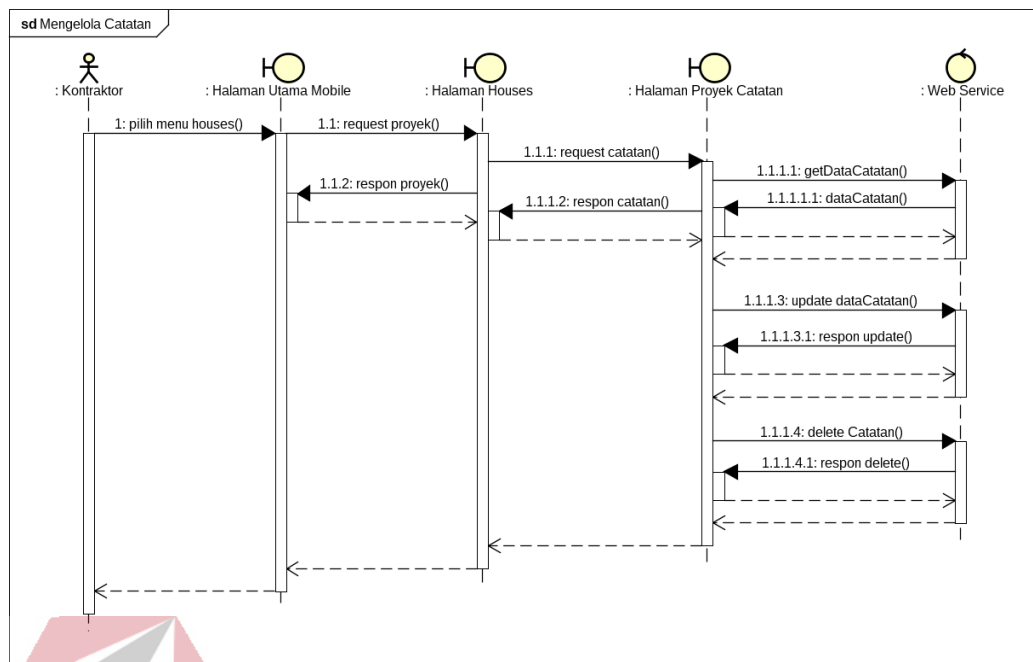 sd Mengelola Catatan
: Kontraktor
: Halaman Utama Mobile
: Halaman Houses
: Halaman Proyek Catatan
: Web Service
1: pilih menu houses()
1.1: request proyek()
1.1.1: request catatan()
1.1.1.1: getDataCatatan()
1.1.2: respon proyek()
1.1.1.2: respon catatan()
1.1.1.1.1: dataCatatan()
1.1.1.3: update dataCatatan()
1.1.1.3.1: respon update()
1.1.1.4: delete Catatan()
1.1.1.4.1: respon delete()